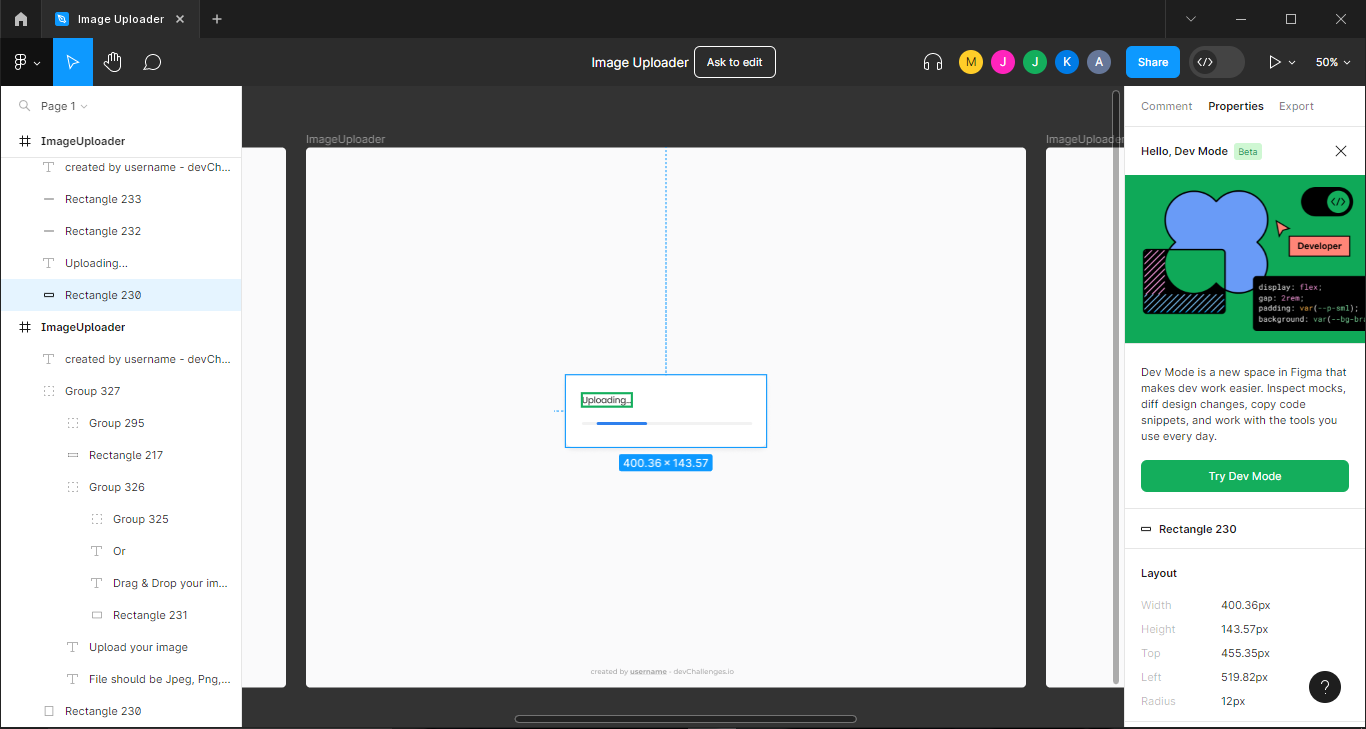 Image Uploader
Image Uploader
Ask to edit
M
J
J
K
A
Share
</>
50%
Page 1
ImageUploader
created by username - devCh...
Rectangle 233
Rectangle 232
Uploading...
Rectangle 230
ImageUploader
created by username - devCh...
Group 327
Group 295
Rectangle 217
Group 326
Group 325
Or
Drag & Drop your im...
Rectangle 231
Upload your image
File should be Jpeg, Png,...
Rectangle 230
ImageUploader
ImageUploader
Uploading...
400.36 × 143.57
created by username - devChallenges.io
Comment
Properties
Export
Hello, Dev Mode
Beta
</>
Developer
display: flex;
gap: 2rem;
padding: var(--p-sml);
background: var(--bg-bra
Dev Mode is a new space in Figma that
makes dev work easier. Inspect mocks,
diff design changes, copy code
snippets, and work with the tools you
use every day.
Try Dev Mode
Rectangle 230
Layout
Width 400.36px
Height 143.57px
Top 455.35px
Left 519.82px
Radius 12px
?